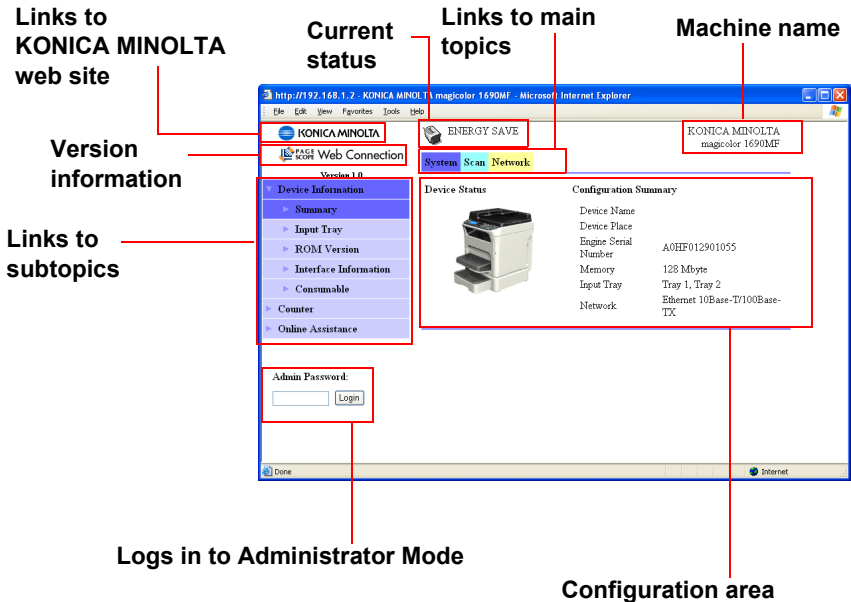 Links to
KONICA MINOLTA
web site
Current
status
Links to main
topics
Machine name
Version
information
Links to
subtopics
http://192.168.1.2 - KONICA MINOLTA magicolor 1690MF - Microsoft Internet Explorer
File Edit View Favorites Tools Help
KONICA MINOLTA
ENERGY SAVE
KONICA MINOLTA
magicolor 1690MF
PAGE SCOPE Web Connection
Version 1.0
System Scan Network
Device Information
Summary
Input Tray
ROM Version
Interface Information
Consumable
Counter
Online Assistance
Device Status
Configuration Summary
Device Name
Device Place
Engine Serial
Number
A0HF012901055
Memory 128 Mbyte
Input Tray Tray 1, Tray 2
Network Ethernet 10Base-T/100Base-
TX
Admin Password:
Login
Done
Internet
Logs in to Administrator Mode
Configuration area